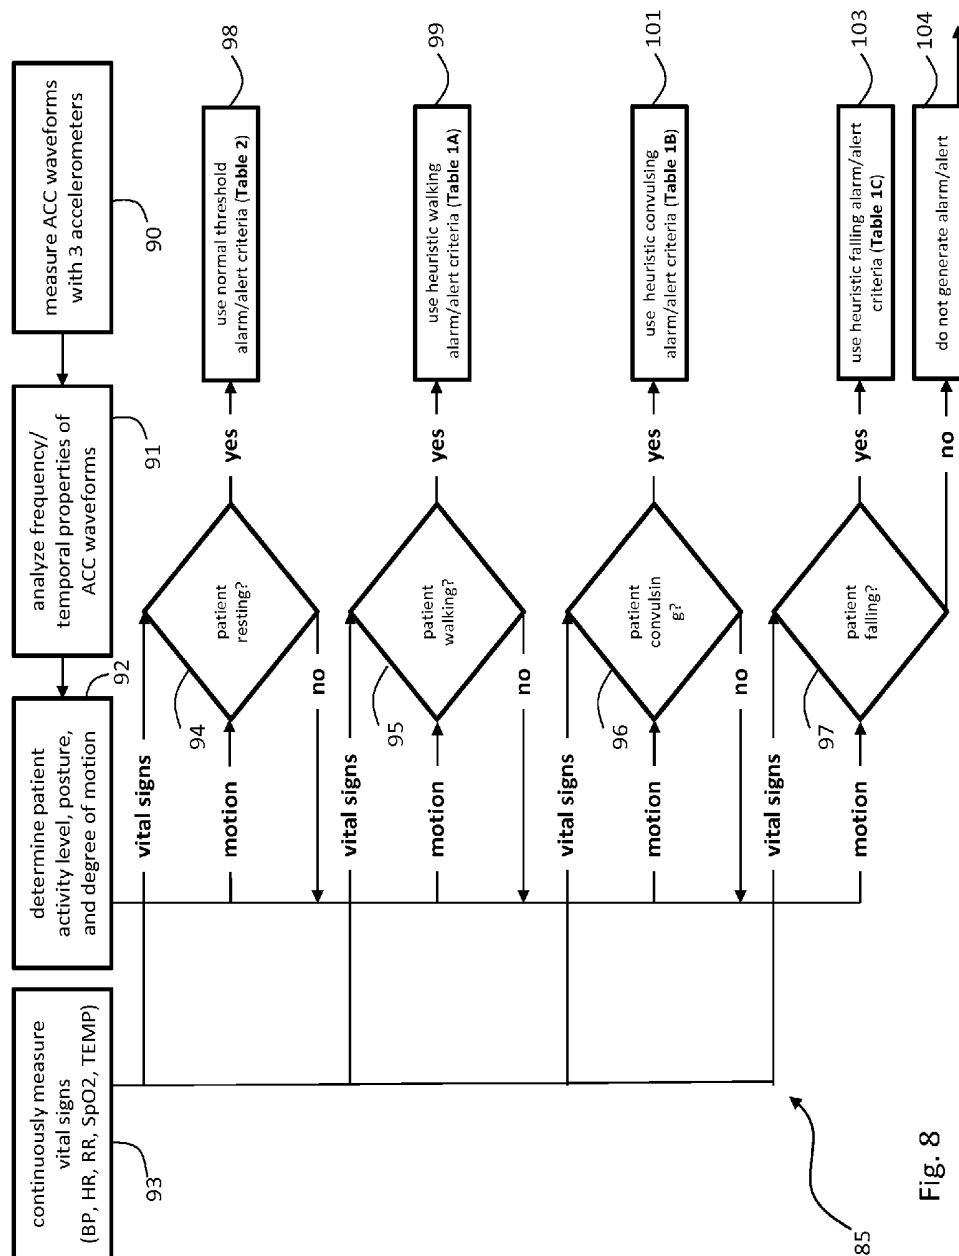 continuously measure
vital signs
(BP, HR, RR, SpO2, TEMP)
93
determine patient
activity level, posture,
and degree of motion
92
analyze frequency/
temporal properties of
ACC waveforms
91
measure ACC waveforms
with 3 accelerometers
90
vital signs
motion
94
patient
resting?
no
yes
use normal threshold
alarm/alert criteria (Table 2)
98
vital signs
motion
95
patient
walking?
no
yes
use heuristic walking
alarm/alert criteria (Table 1A)
99
vital signs
motion
96
patient
convulsin
g?
no
yes
use heuristic convulsing
alarm/alert criteria (Table 1B)
101
vital signs
motion
97
patient
falling?
yes
use heuristic falling alarm/alert
criteria (Table 1C)
103
no
do not generate alarm/alert
104
85
Fig. 8